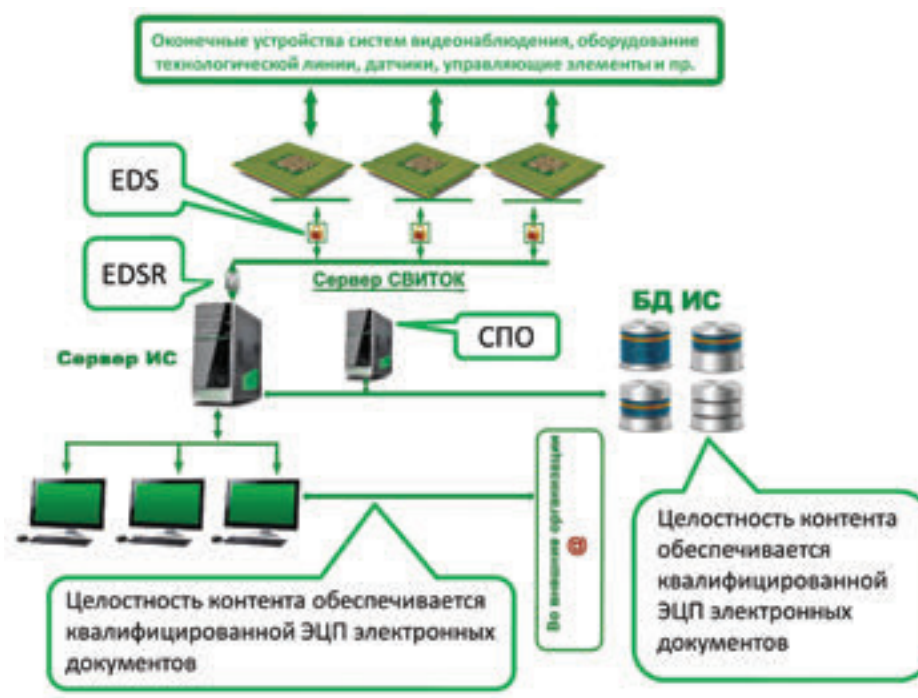 Оконечные устройства систем видеонаблюдения, оборудование
технологической линии, датчики, управляющие элементы и пр.
EDS
EDSR
Сервер СВИТОК
БД ИС
СПО
Сервер ИС
Во внешние организации
Целостность контента
обеспечивается
квалифицированной
ЭЦП электронных
документов
Целостность контента обеспечивается
квалифицированной ЭЦП электронных
документов